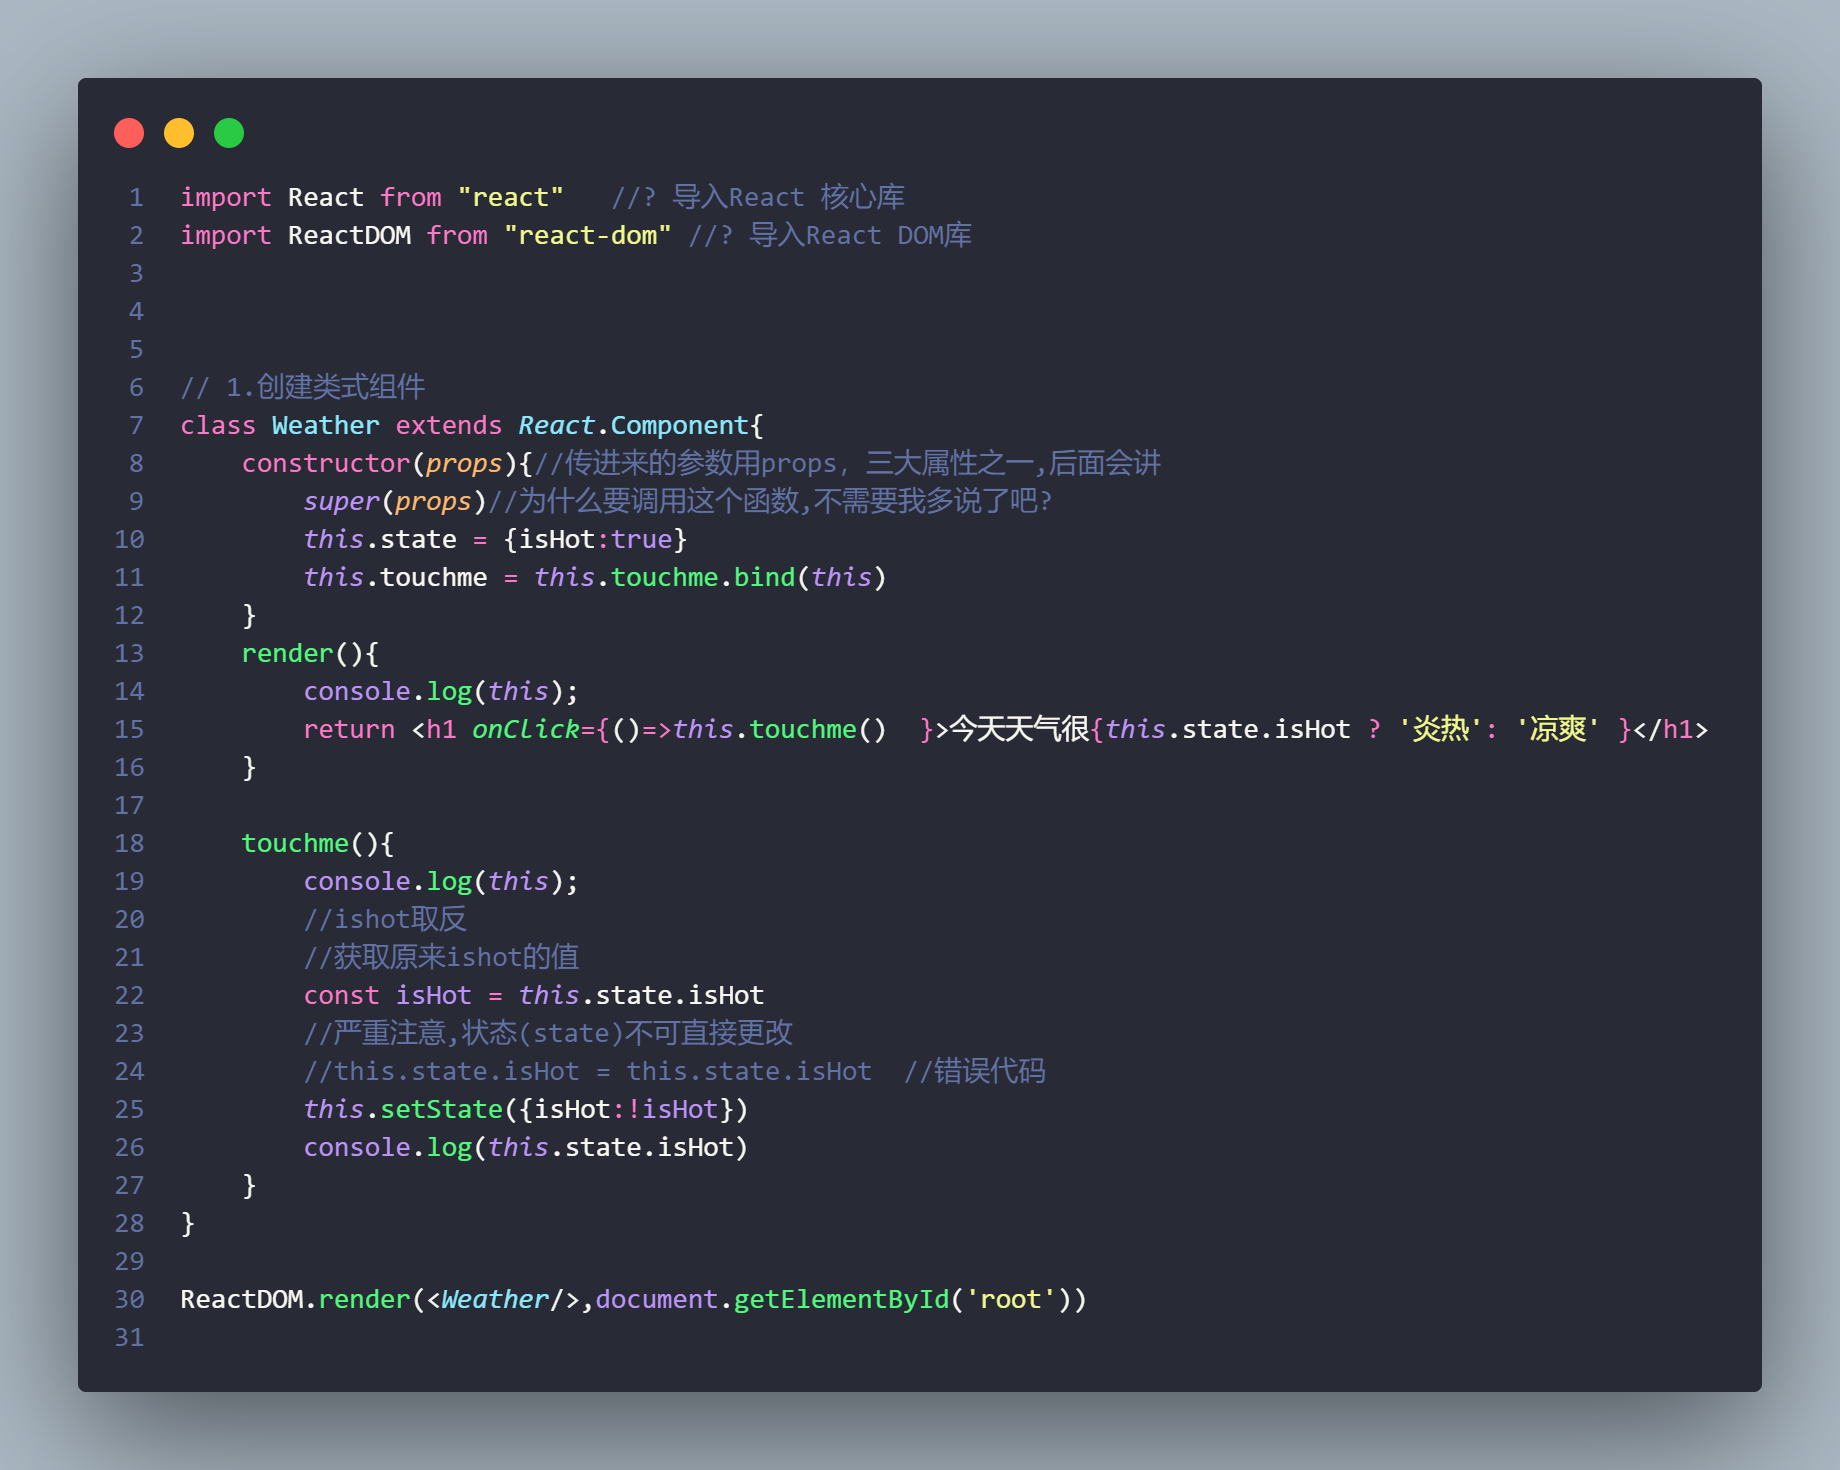 1 import React from "react"   //? 导入React 核心库
2 import ReactDOM from "react-dom" //? 导入React DOM库
3
4
5
6 // 1.创建类式组件
7 class Weather extends React.Component{
8     constructor(props){//传进来的参数用props, 三大属性之一,后面会讲
9         super(props)//为什么要调用这个函数,不需要我多说了吧?
10         this.state = {isHot:true}
11         this.touchme = this.touchme.bind(this)
12     }
13     render(){
14         console.log(this);
15         return <h1 onClick={()=>this.touchme()  }>今天天气很{this.state.isHot ? '炎热': '凉爽' }</h1>
16     }
17
18     touchme(){
19         console.log(this);
20         //ishot取反
21         //获取原来ishot的值
22         const isHot = this.state.isHot
23         //严重注意,状态(state)不可直接更改
24         //this.state.isHot = this.state.isHot  //错误代码
25         this.setState({isHot:!isHot})
26         console.log(this.state.isHot)
27     }
28 }
29
30 ReactDOM.render(<Weather/>,document.getElementById('root'))
31